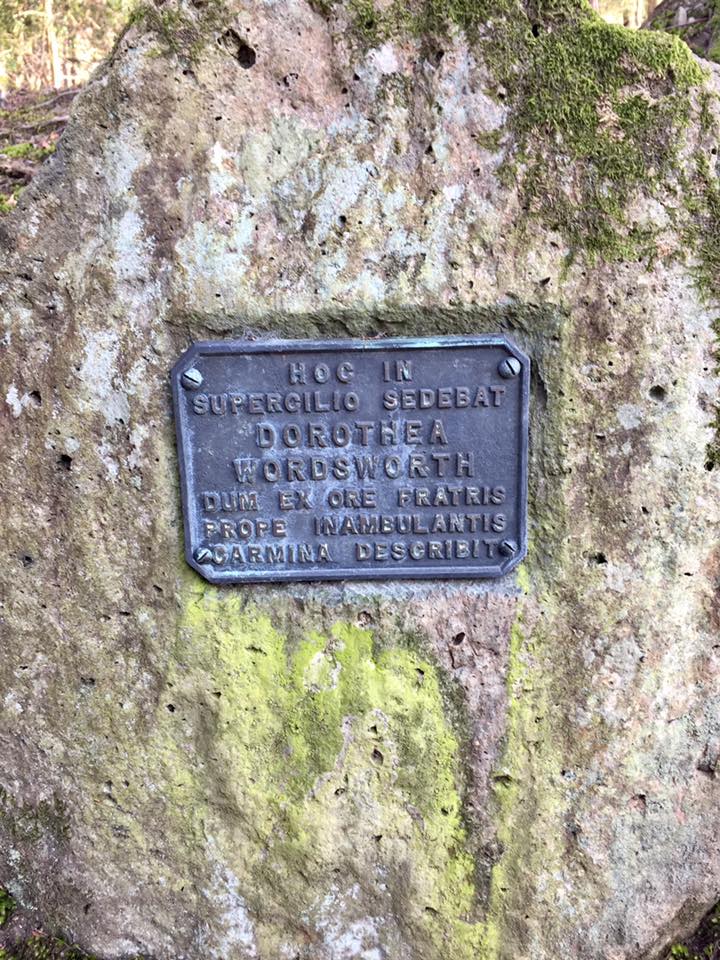 HOC IN
SUPERCILIO SEDEBAT
DOROTHEA
WORDSWORTH
DUM EX ORE FRATRIS
PROPE INAMBULANTIS
CARMINA DESCRIBIT